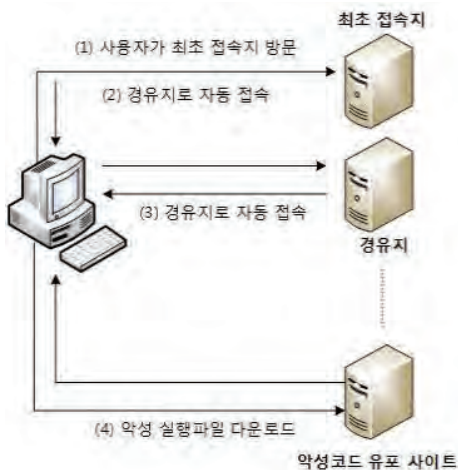 최초 접속지
(1) 사용자가 최초 접속지 방문
(2) 경유지로 자동 접속
(3) 경유지로 자동 접속
경유지
(4) 악성 실행파일 다운로드
악성코드 유포 사이트